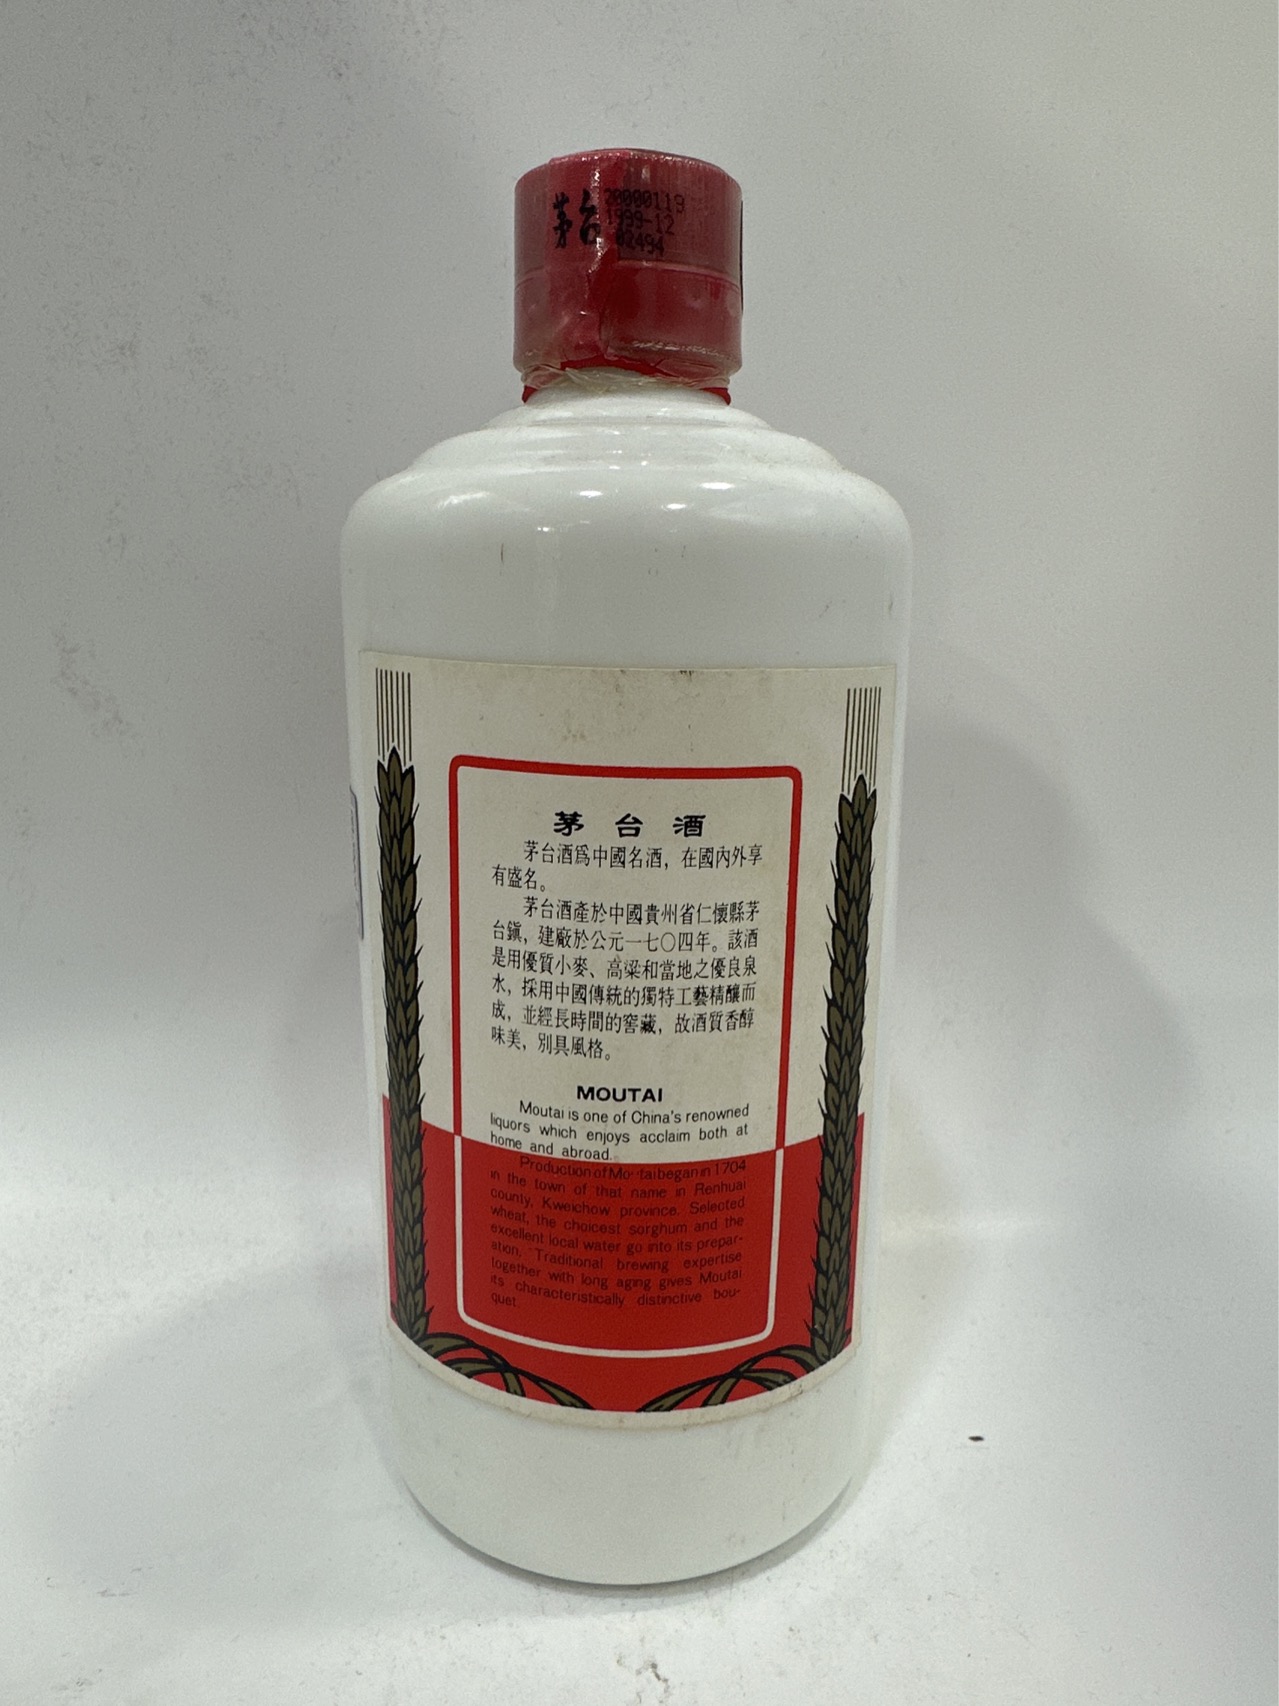 茅台
20000119
1999-12
02494
茅台酒
茅台酒爲中國名酒，在國內外享
有盛名。
茅台酒產於中國貴州省仁懷縣茅
台鎮，建廠於公元一七〇四年。該酒
是用優質小麥、高粱和當地之優良泉
水，採用中國傳統的獨特工藝精釀而
成，並經長時間的窖藏，故酒質香醇
味美，別具風格。
MOUTAI
Moutai is one of China's renowned
liquors which enjoys acclaim both at
home and abroad.
Production of Moutai began in 1704
in the town of that name in Renhuai
county, Kweichow province. Selected
wheat, the choicest sorghum and the
excellent local water go into its prepar-
ation, Traditional brewing expertise
together with long aging gives Moutai
its characteristically distinctive bou-
quet.